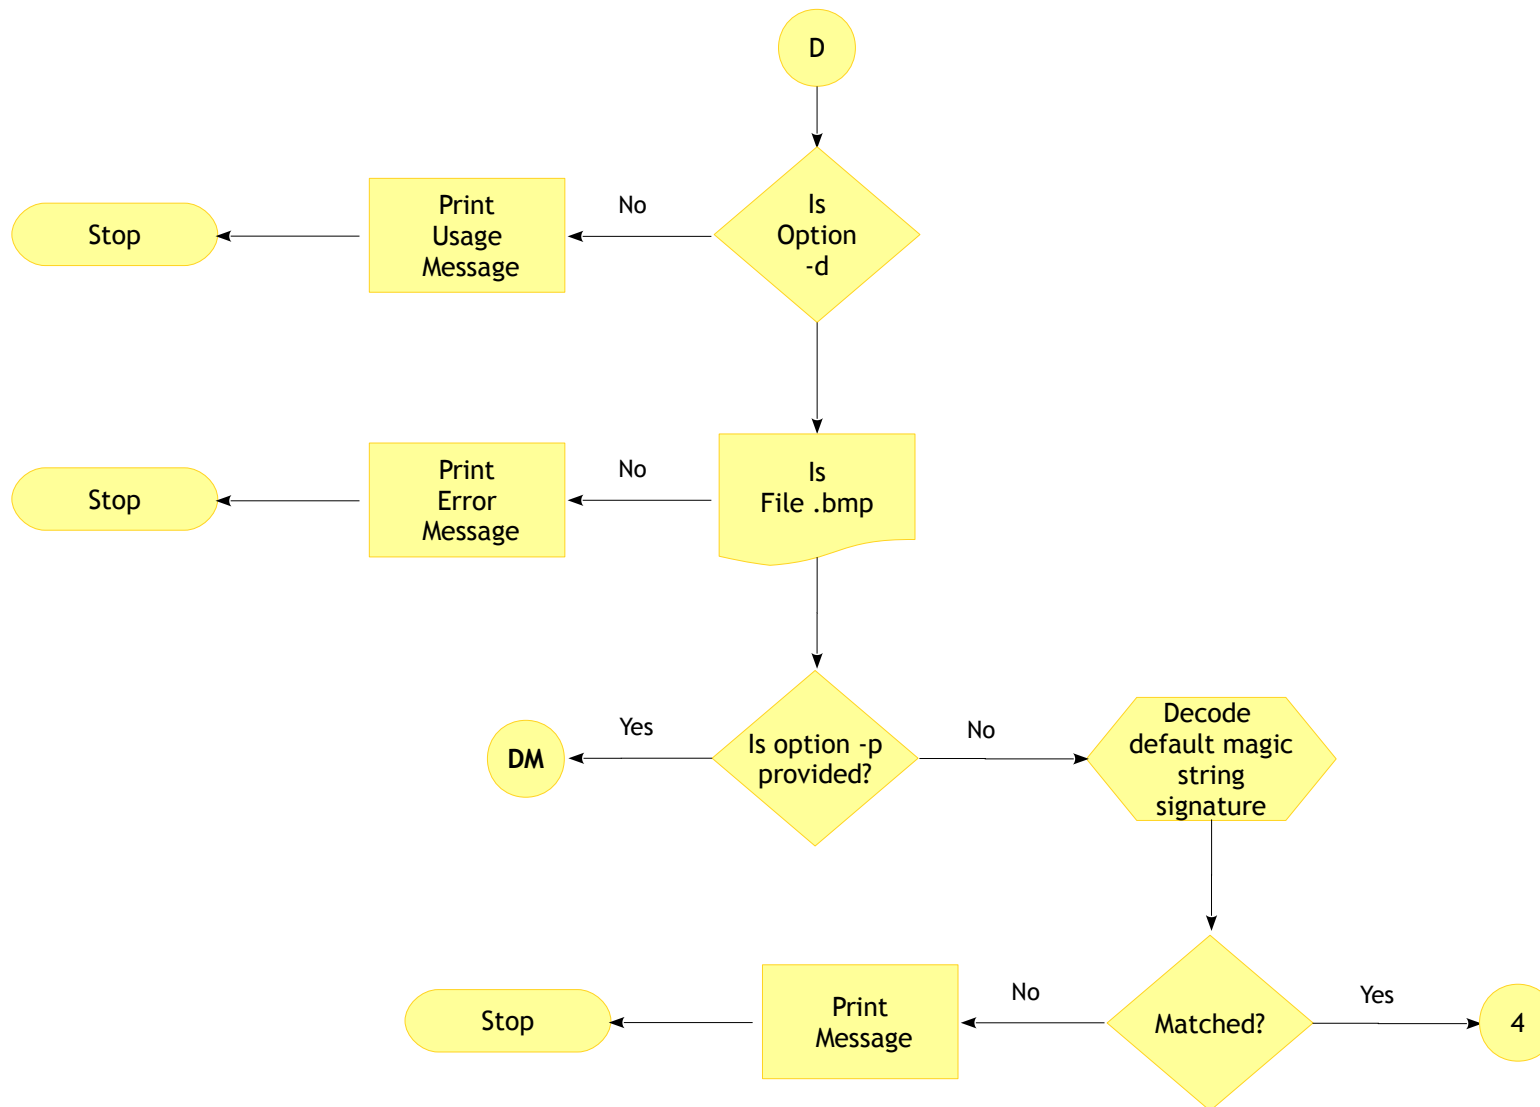 D
Is
Option
-d
No
Print
Usage
Message
Stop
Is
File .bmp
No
Print
Error
Message
Stop
Is option -p
provided?
Yes
DM
No
Decode
default magic
string
signature
Matched?
No
Print
Message
Stop
Yes
4